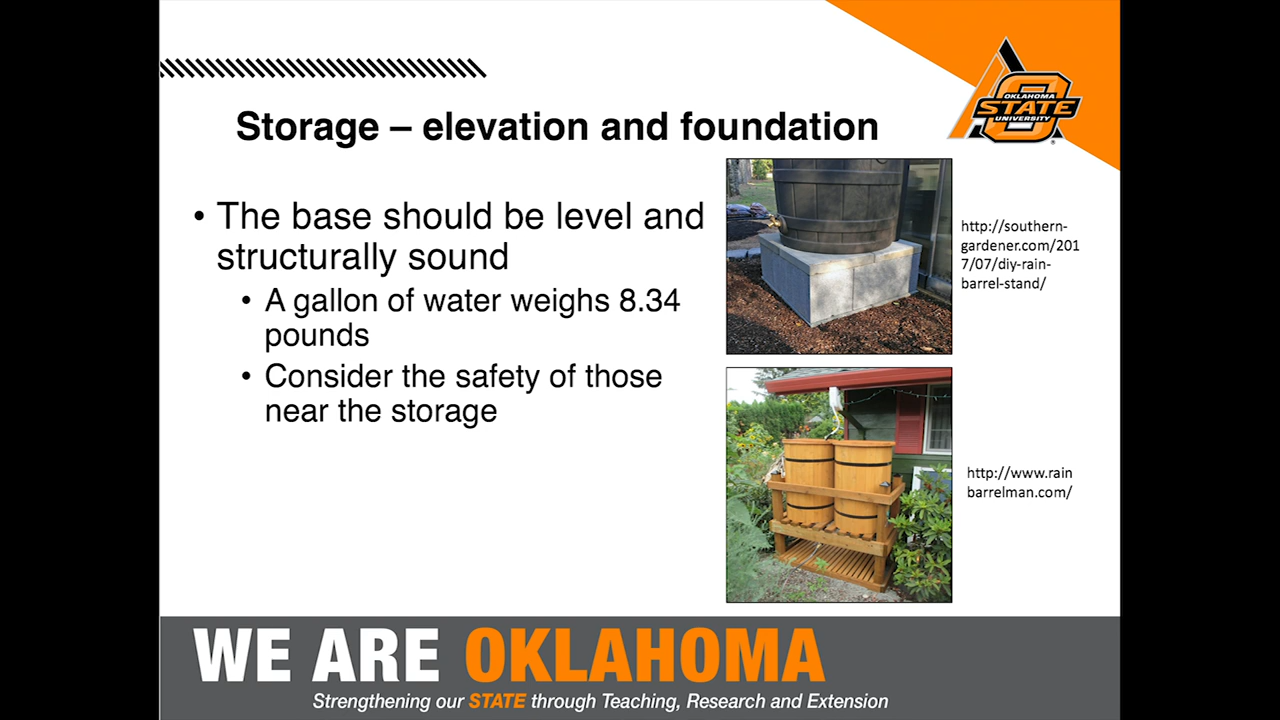 OKLAHOMA
STATE
UNIVERSITY
®
Storage – elevation and foundation
• The base should be level and
structurally sound
• A gallon of water weighs 8.34
pounds
• Consider the safety of those
near the storage
http://southern-
gardener.com/201
7/07/diy-rain-
barrel-stand/
http://www.rain
barrelman.com/
WE ARE OKLAHOMA
Strengthening our STATE through Teaching, Research and Extension